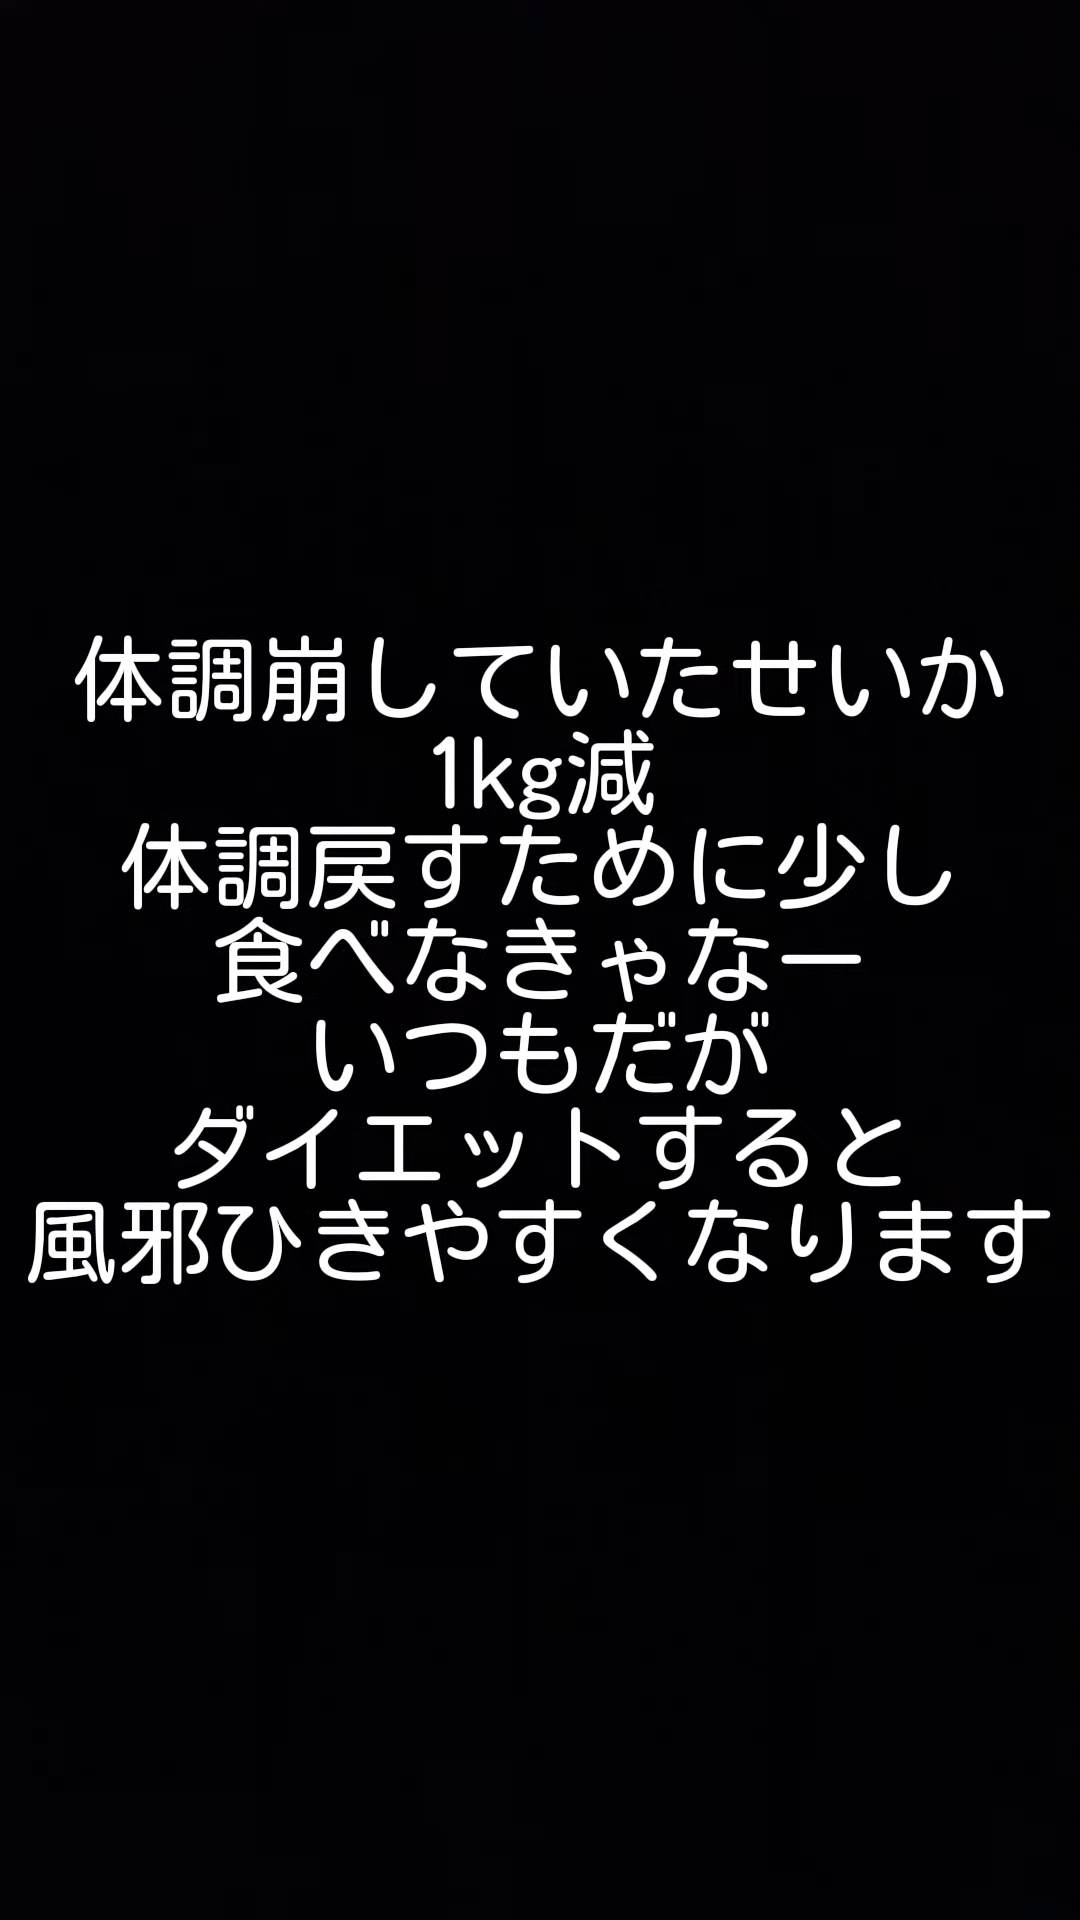 体調崩していたせいか
1kg減
体調戻すために少し
食べなきゃなー
いつもだが
ダイエットすると
風邪ひきやすくなります